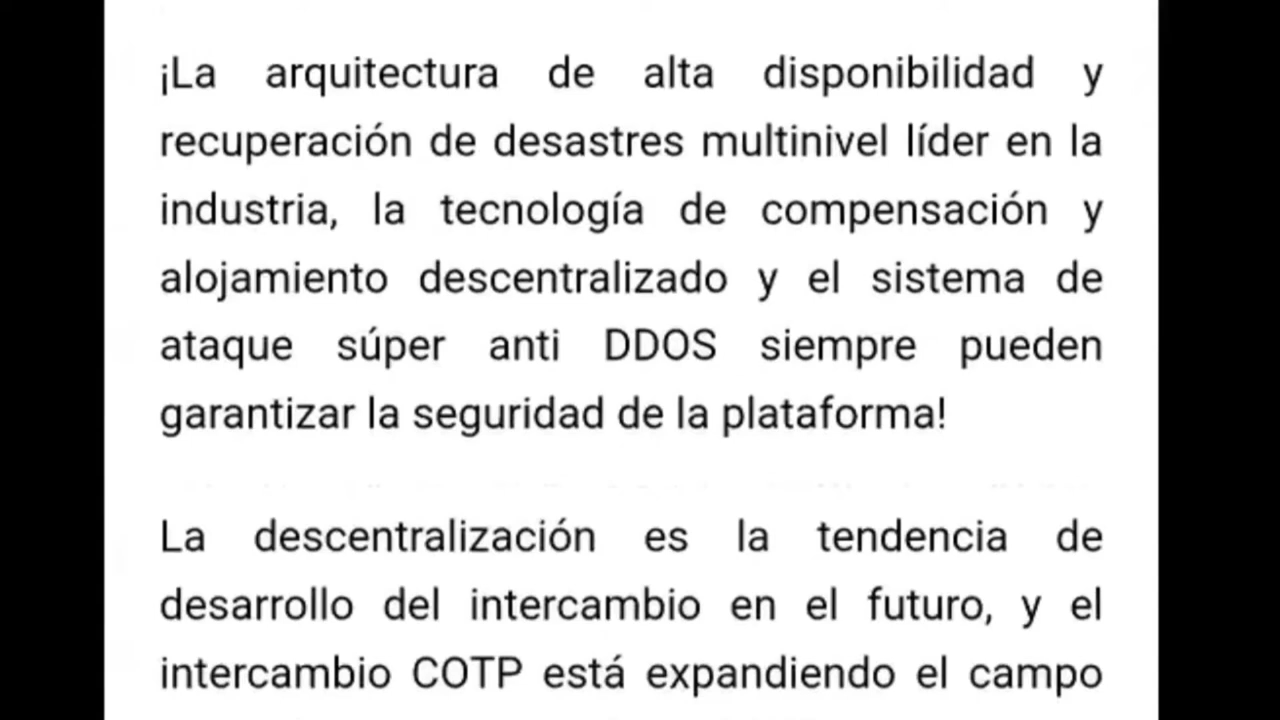 ¡La arquitectura de alta disponibilidad y
recuperación de desastres multinivel líder en la
industria, la tecnología de compensación y
alojamiento descentralizado y el sistema de
ataque súper anti DDOS siempre pueden
garantizar la seguridad de la plataforma!
La descentralización es la tendencia de
desarrollo del intercambio en el futuro, y el
intercambio COTP está expandiendo el campo